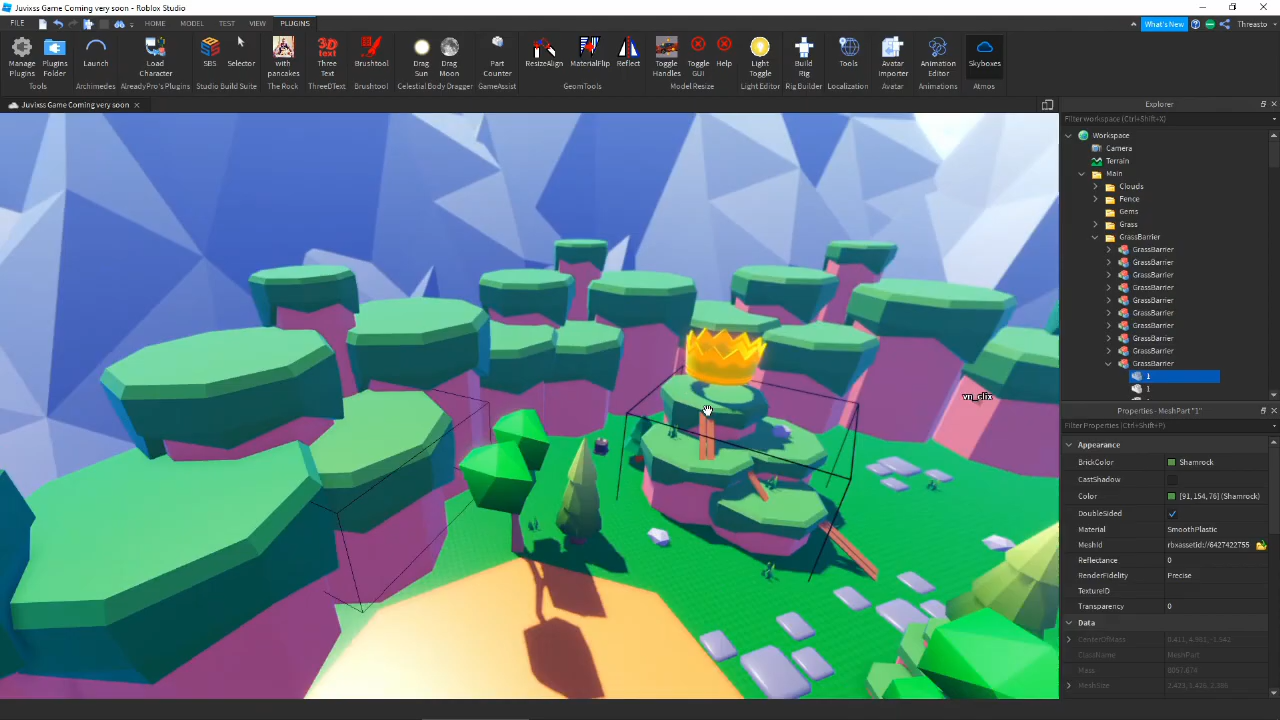 Juvixss Game Coming very soon - Roblox Studio
FILE HOME MODEL TEST VIEW PLUGINS What's New Threasto
Manage Plugins
Plugins Folder
Launch
Load Character
SBS
Selector
with pancakes
Three Text
Brushtool
Drag Sun
Drag Moon
Part Counter
ResizeAlign
MaterialFlip
Reflect
Toggle Handles
Toggle GUI
Help
Light Toggle
Build Rig
Tools
Avatar Importer
Animation Editor
Skyboxes
Tools Archimedes AlreadyPro's Plugins Studio Build Suite The Rock ThreeDText Brushtool Celestial Body Dragger GameAssist GeomTools Model Resize Light Editor Rig Builder Localization Avatar Animations Atmos
Juvixss Game Coming very soon
vn_clix
Explorer
Filter workspace (Ctrl+Shift+X)
Workspace
Camera
Terrain
Main
Clouds
Fence
Gems
Grass
GrassBarrier
GrassBarrier
GrassBarrier
GrassBarrier
GrassBarrier
GrassBarrier
GrassBarrier
GrassBarrier
GrassBarrier
GrassBarrier
GrassBarrier
1
1
Properties - MeshPart "1"
Filter Properties (Ctrl+Shift+P)
Appearance
BrickColor Shamrock
CastShadow
Color [91,154,76] (Shamrock)
DoubleSided
Material SmoothPlastic
MeshId rbxassetid://6427422755
Reflectance 0
RenderFidelity Precise
TextureID
Transparency 0
Data
CenterOfMass
ClassName MeshPart
Mass 8057.674
MeshSize